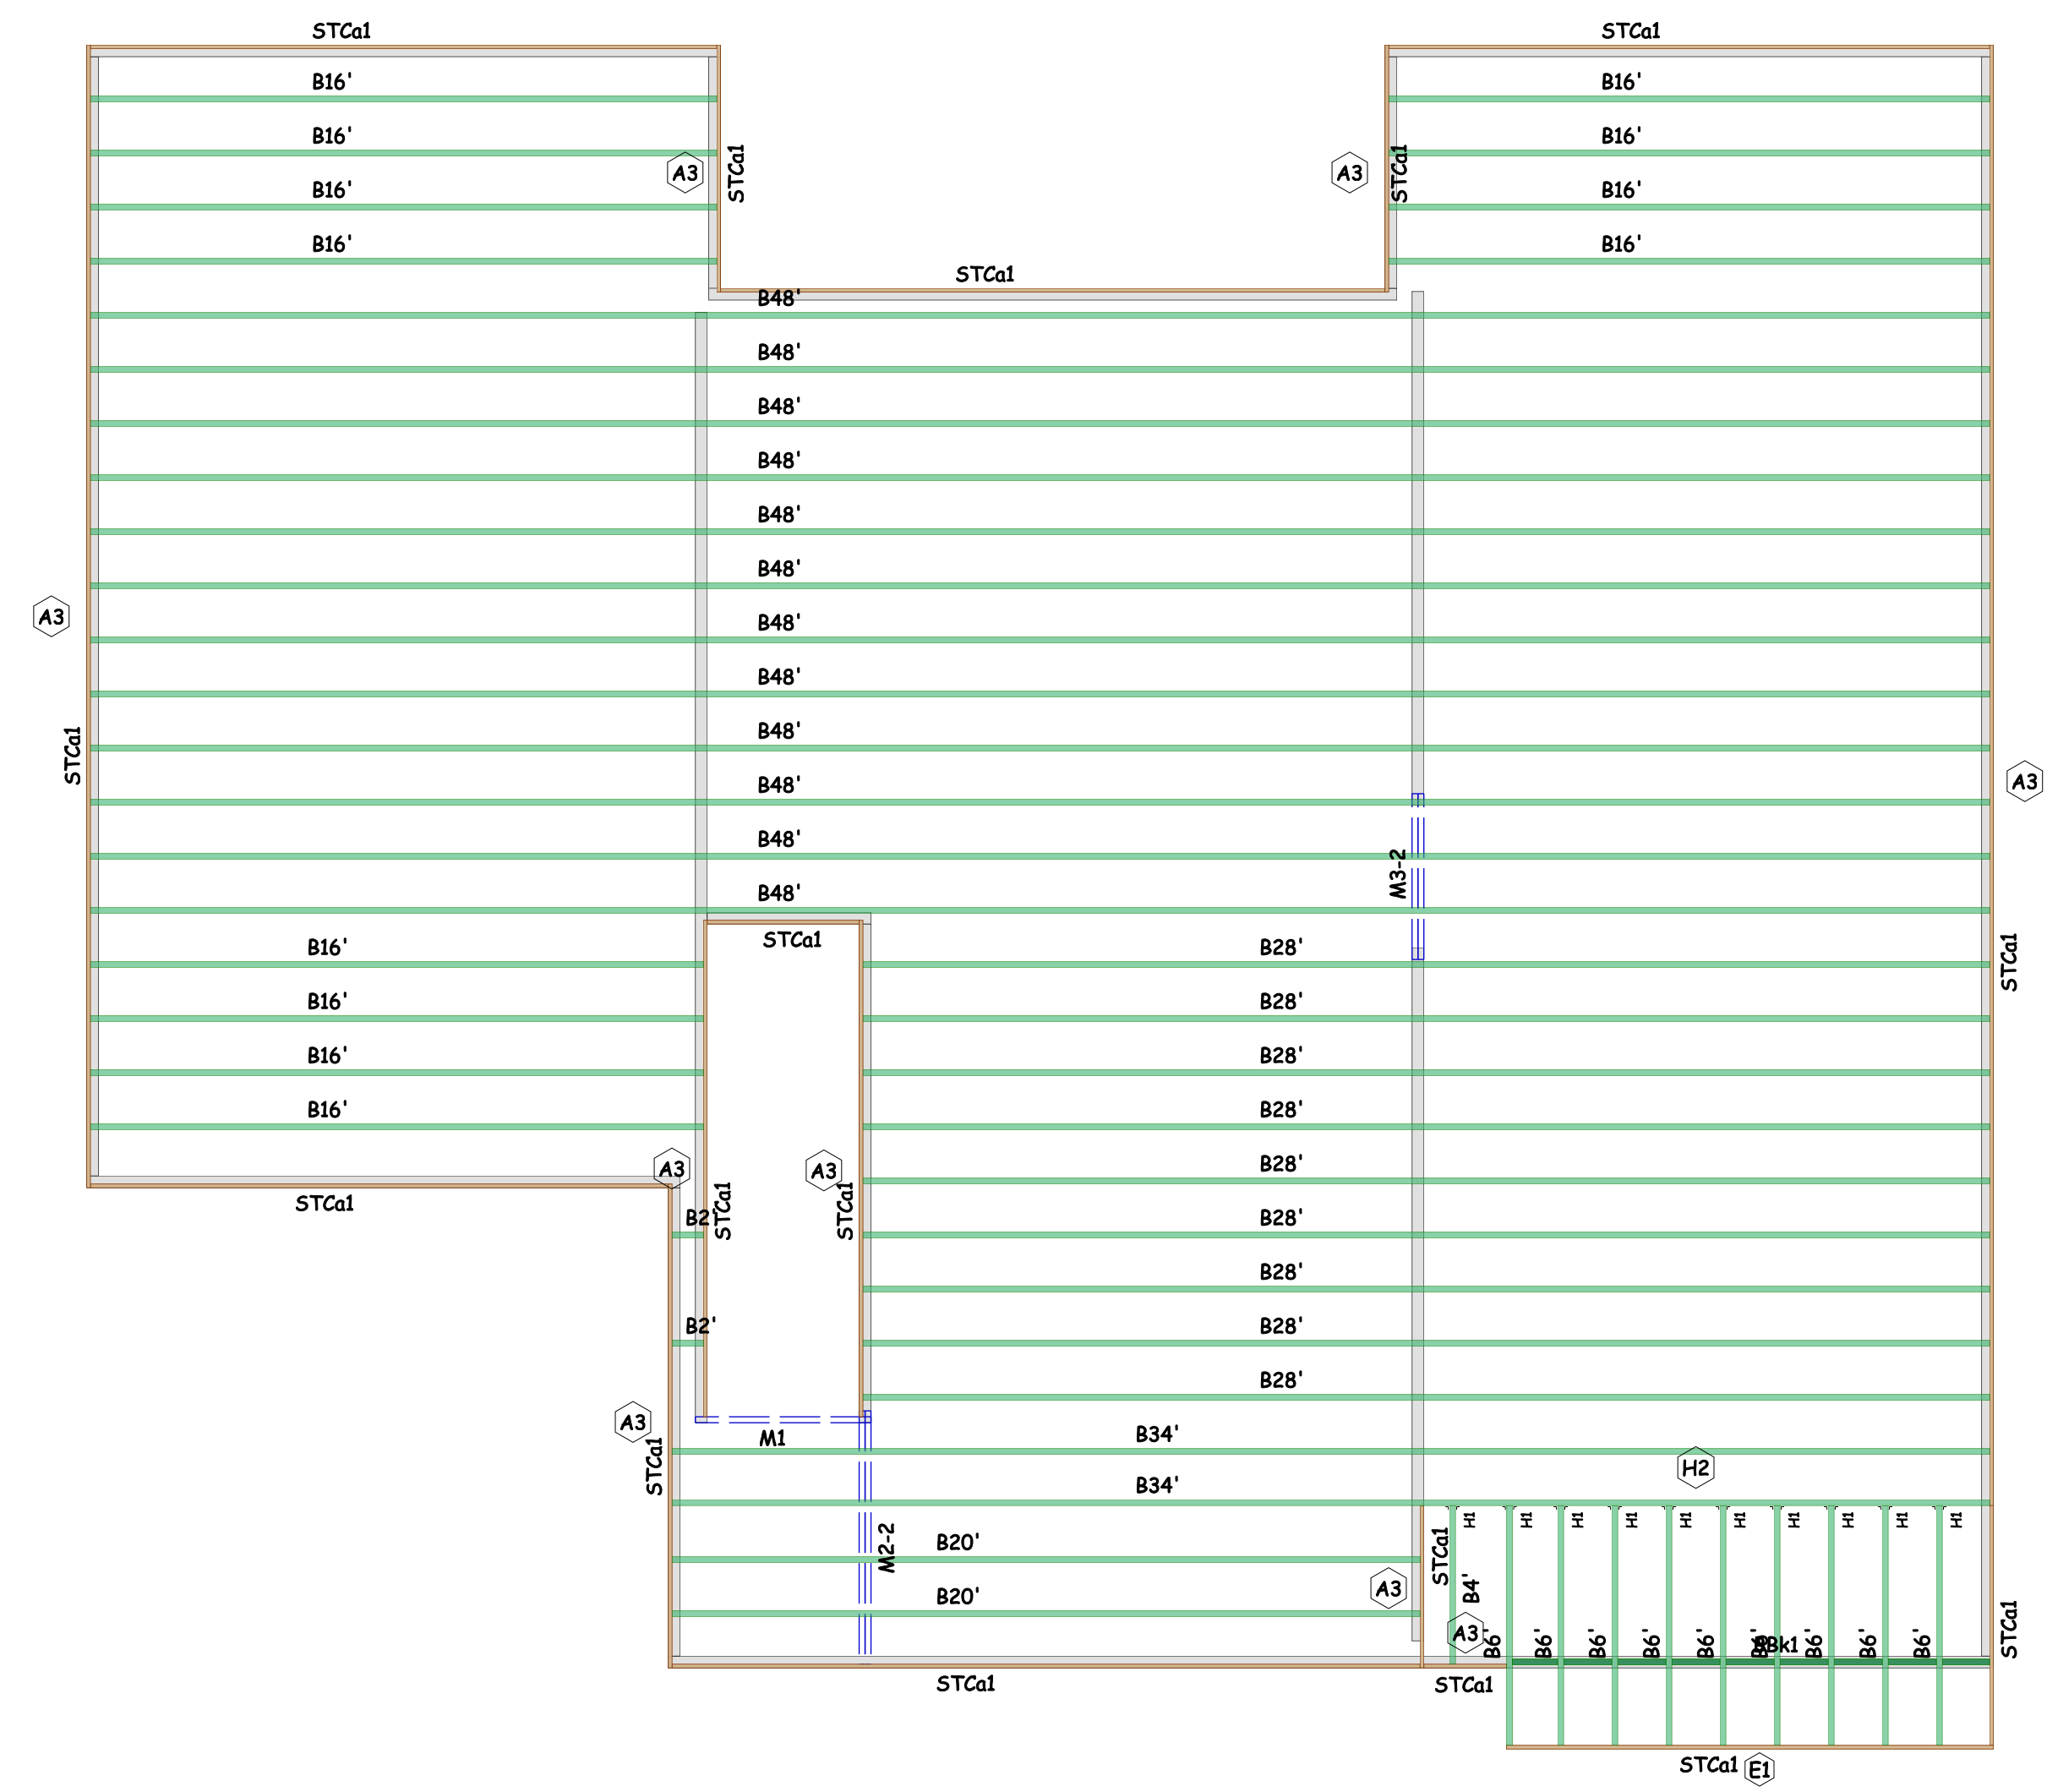 STCa1
STCa1
B16'
B16'
B16'
B16'
A3
STCa1
A3
STCa1
B16'
B16'
B16'
B16'
STCa1
B48'
B48'
B48'
B48'
B48'
B48'
A3
B48'
B48'
STCa1
B48'
A3
B48'
B48'
M3-2
B48'
STCa1
B16'
B28'
STCa1
B16'
B28'
B16'
B28'
B16'
B28'
A3
A3
B28'
STCa1
STCa1
STCa1
B2'
B28'
B28'
B2'
B28'
B28'
A3
M1
B34'
STCa1
H2
B34'
H1
H1
H1
H1
H1
H1
H1
H1
H1
H1
M2-2
B20'
STCa1
A3
B4'
B20'
A3
B6'
B6'
B6'
B6'
B6'
B6'
B6'
B6'
B6'
STCa1
STCa1
STCa1
STCa1
E1